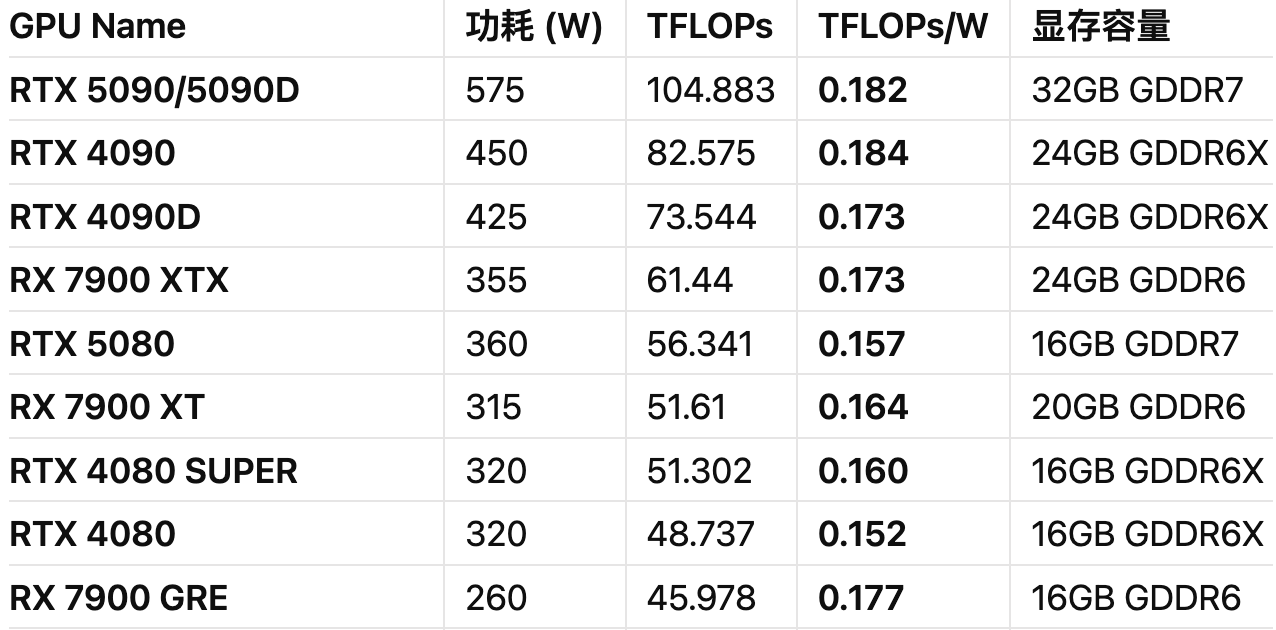 GPU Name 功耗 (W) TFLOPs TFLOPs/W 显存容量
RTX 5090/5090D 575 104.883 0.182 32GB GDDR7
RTX 4090 450 82.575 0.184 24GB GDDR6X
RTX 4090D 425 73.544 0.173 24GB GDDR6X
RX 7900 XTX 355 61.44 0.173 24GB GDDR6
RTX 5080 360 56.341 0.157 16GB GDDR7
RX 7900 XT 315 51.61 0.164 20GB GDDR6
RTX 4080 SUPER 320 51.302 0.160 16GB GDDR6X
RTX 4080 320 48.737 0.152 16GB GDDR6X
RX 7900 GRE 260 45.978 0.177 16GB GDDR6